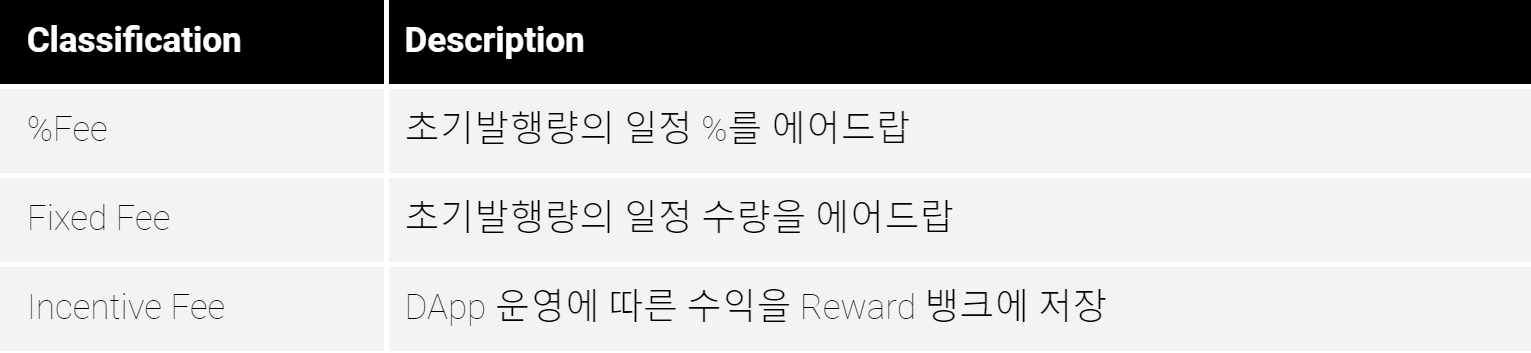 Classification Description
%Fee 초기발행량의 일정 %를 에어드랍
Fixed Fee 초기발행량의 일정 수량을 에어드랍
Incentive Fee DApp 운영에 따른 수익을 Reward 뱅크에 저장